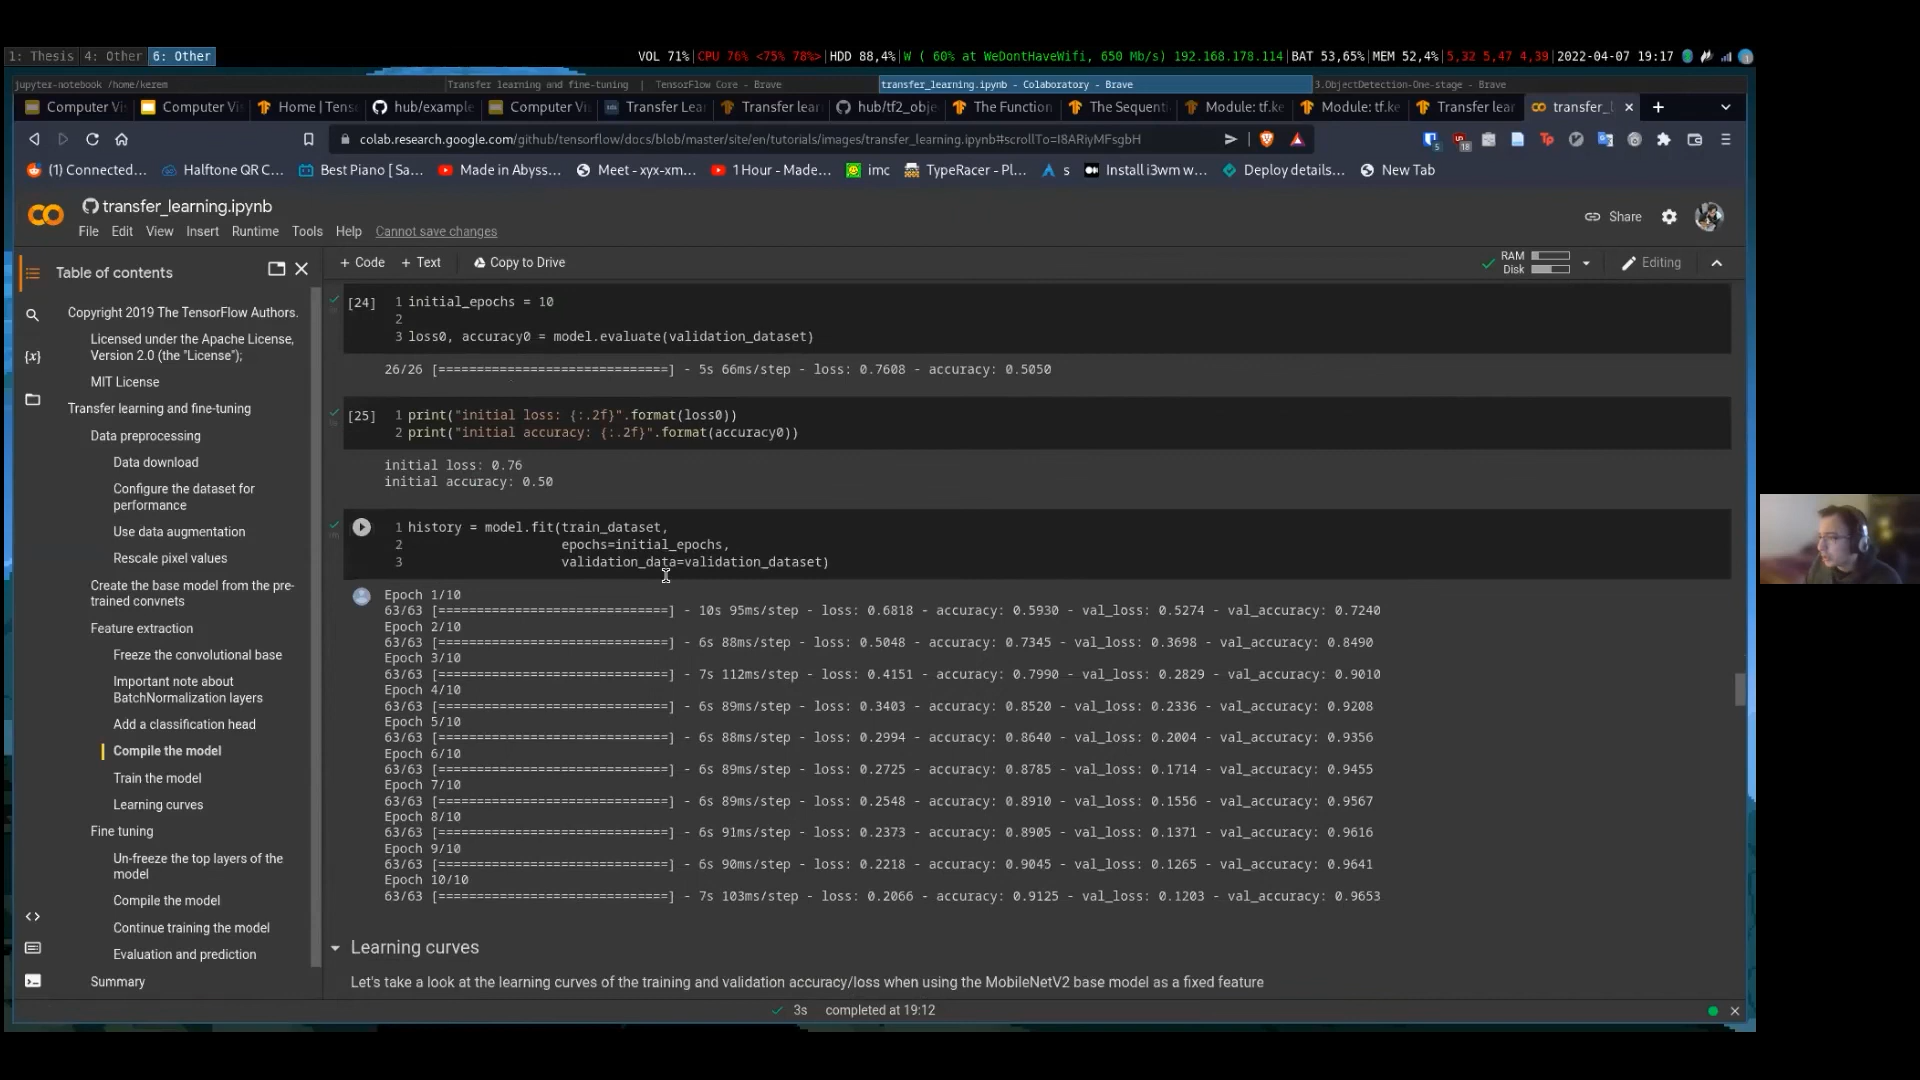 1: Thesis 4: Other 6: Other VOL 71%|CPU 76% <75% 78%>|HDD 88,4%|W ( 60% at WeDontHaveWifi, 650 Mb/s) 192.168.178.114|BAT 53,65%|MEM 52,4%|5,32 5,47 4,39|2022-04-07 19:17
jupyter-notebook /home/kerem Transfer learning and fine-tuning | TensorFlow Core - Brave transfer_learning.ipynb - Colaboratory - Brave 3.ObjectDetection-One-stage - Brave
Computer Vi Computer Vi Home | Tens hub/example Computer Vi Transfer Lea Transfer lear hub/tf2_obje The Function The Sequenti Module: tf.ke Module: tf.ke Transfer lear transfer_l
colab.research.google.com/github/tensorflow/docs/blob/master/site/en/tutorials/images/transfer_learning.ipynb#scrollTo=I8ARiyMFsgbH 5 18
(1) Connected... Halftone QR C... Best Piano [ Sa... Made in Abyss... Meet - xyx-xm... 1 Hour - Made... imc TypeRacer - Pl... s Install i3wm w... Deploy details... New Tab
transfer_learning.ipynb
Share
File Edit View Insert Runtime Tools Help Cannot save changes
+ Code + Text Copy to Drive RAM Disk Editing
Table of contents
Copyright 2019 The TensorFlow Authors.
Licensed under the Apache License,
Version 2.0 (the "License");
MIT License
Transfer learning and fine-tuning
Data preprocessing
Data download
Configure the dataset for
performance
Use data augmentation
Rescale pixel values
Create the base model from the pre-
trained convnets
Feature extraction
Freeze the convolutional base
Important note about
BatchNormalization layers
Add a classification head
Compile the model
Train the model
Learning curves
Fine tuning
Un-freeze the top layers of the
model
Compile the model
Continue training the model
Evaluation and prediction
Summary
[24] 1 initial_epochs = 10
2
3 loss0, accuracy0 = model.evaluate(validation_dataset)
26/26 [==============================] - 5s 66ms/step - loss: 0.7608 - accuracy: 0.5050
[25] 1 print("initial loss: {:.2f}".format(loss0))
2 print("initial accuracy: {:.2f}".format(accuracy0))
initial loss: 0.76
initial accuracy: 0.50
1 history = model.fit(train_dataset,
2 epochs=initial_epochs,
3 validation_data=validation_dataset)
Epoch 1/10
63/63 [==============================] - 10s 95ms/step - loss: 0.6818 - accuracy: 0.5930 - val_loss: 0.5274 - val_accuracy: 0.7240
Epoch 2/10
63/63 [==============================] - 6s 88ms/step - loss: 0.5048 - accuracy: 0.7345 - val_loss: 0.3698 - val_accuracy: 0.8490
Epoch 3/10
63/63 [==============================] - 7s 112ms/step - loss: 0.4151 - accuracy: 0.7990 - val_loss: 0.2829 - val_accuracy: 0.9010
Epoch 4/10
63/63 [==============================] - 6s 89ms/step - loss: 0.3403 - accuracy: 0.8520 - val_loss: 0.2336 - val_accuracy: 0.9208
Epoch 5/10
63/63 [==============================] - 6s 88ms/step - loss: 0.2994 - accuracy: 0.8640 - val_loss: 0.2004 - val_accuracy: 0.9356
Epoch 6/10
63/63 [==============================] - 6s 89ms/step - loss: 0.2725 - accuracy: 0.8785 - val_loss: 0.1714 - val_accuracy: 0.9455
Epoch 7/10
63/63 [==============================] - 6s 89ms/step - loss: 0.2548 - accuracy: 0.8910 - val_loss: 0.1556 - val_accuracy: 0.9567
Epoch 8/10
63/63 [==============================] - 6s 91ms/step - loss: 0.2373 - accuracy: 0.8905 - val_loss: 0.1371 - val_accuracy: 0.9616
Epoch 9/10
63/63 [==============================] - 6s 90ms/step - loss: 0.2218 - accuracy: 0.9045 - val_loss: 0.1265 - val_accuracy: 0.9641
Epoch 10/10
63/63 [==============================] - 7s 103ms/step - loss: 0.2066 - accuracy: 0.9125 - val_loss: 0.1203 - val_accuracy: 0.9653
Learning curves
Let's take a look at the learning curves of the training and validation accuracy/loss when using the MobileNetV2 base model as a fixed feature
3s completed at 19:12